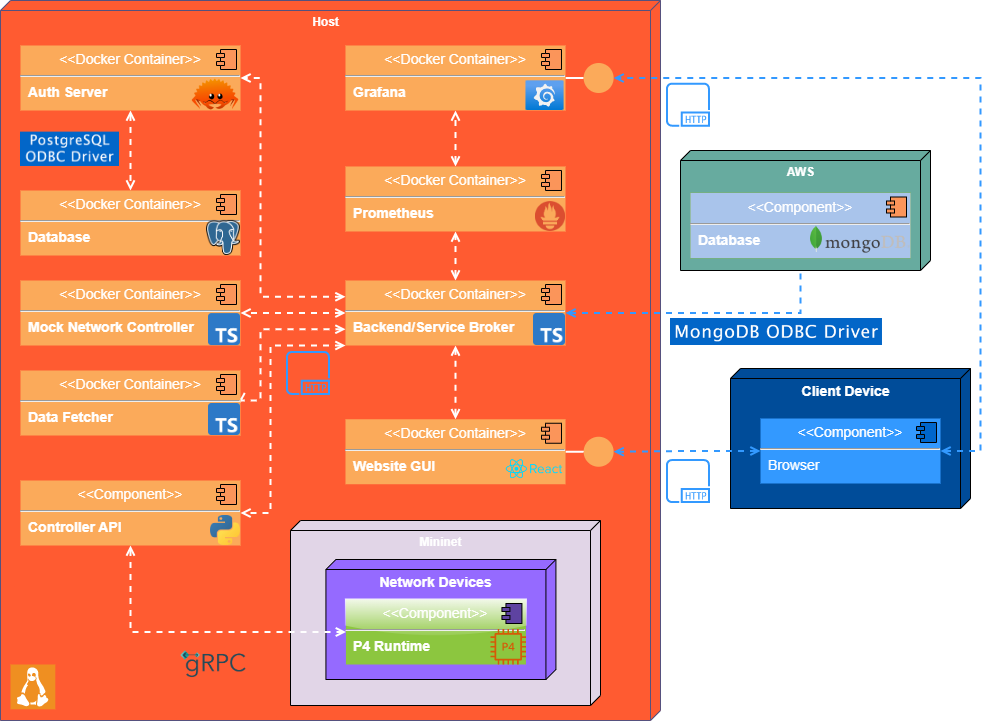 Host
<<Docker Container>>
Auth Server
PostgreSQL
ODBC Driver
<<Docker Container>>
Database
<<Docker Container>>
Mock Network Controller
TS
<<Docker Container>>
Data Fetcher
TS
<<Component>>
Controller API
<<Docker Container>>
Grafana
<<Docker Container>>
Prometheus
<<Docker Container>>
Backend/Service Broker
TS
HTTP
<<Docker Container>>
Website GUI
React
Mininet
Network Devices
<<Component>>
P4 Runtime
P4
gRPC
HTTP
AWS
<<Component>>
Database
mongoDB
MongoDB ODBC Driver
Client Device
<<Component>>
Browser
HTTP